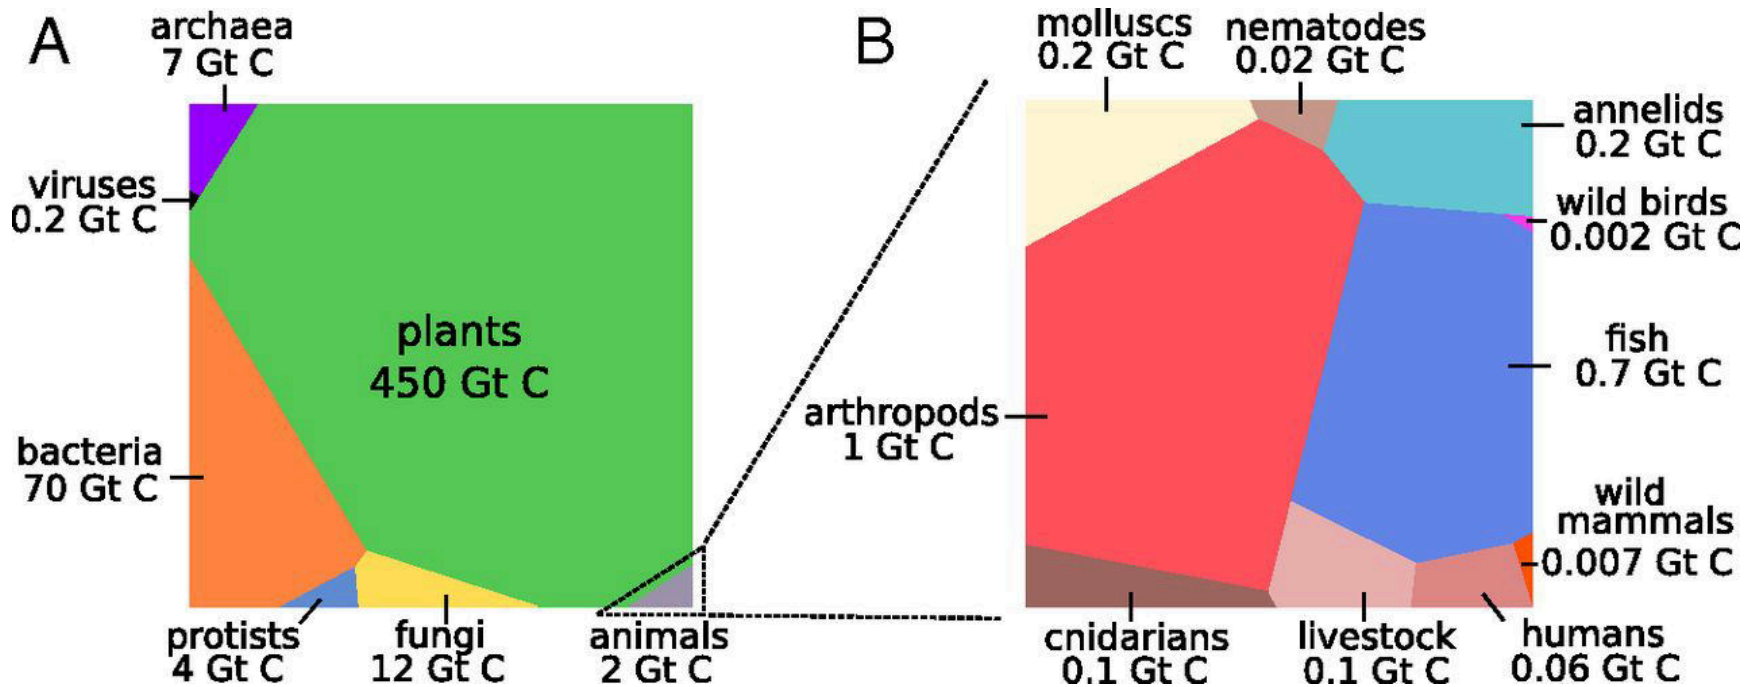 A
archaea
7 Gt C
viruses
0.2 Gt C
plants
450 Gt C
bacteria
70 Gt C
protists
4 Gt C
fungi
12 Gt C
animals
2 Gt C
B
molluscs
0.2 Gt C
nematodes
0.02 Gt C
annelids
0.2 Gt C
wild birds
0.002 Gt C
fish
0.7 Gt C
arthropods
1 Gt C
wild
mammals
0.007 Gt C
cnidarians
0.1 Gt C
livestock
0.1 Gt C
humans
0.06 Gt C